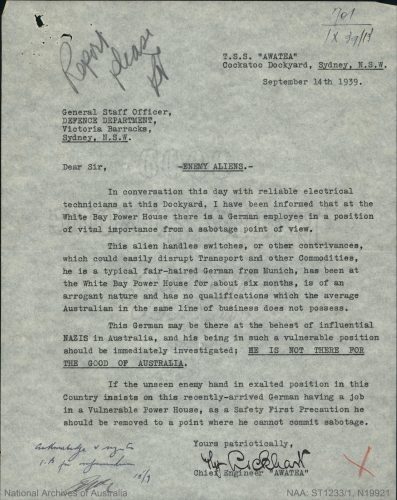 Report
please
T.S.S. "AWATEA"
Cockatoo Dockyard, Sydney, N.S.W.
September 14th 1939.
General Staff Officer,
DEFENCE DEPARTMENT,
Victoria Barracks,
Sydney, N.S.W.
Dear Sir,
-ENEMY ALIENS.-
In conversation this day with reliable electrical
technicians at this Dockyard, I have been informed that at the
White Bay Power House there is a German employee in a position
of vital importance from a sabotage point of view.
This alien handles switches, or other contrivances,
which could easily disrupt Transport and other Commodities,
he is a typical fair-haired German from Munich, has been at
the White Bay Power House for about six months, is of an
arrogant nature and has no qualifications which the average
Australian in the same line of business does not possess.
This German may be there at the behest of influential
NAZIS in Australia, and his being in such a vulnerable position
should be immediately investigated; HE IS NOT THERE FOR
THE GOOD OF AUSTRALIA.
If the unseen enemy hand in exalted position in this
Country insists on this recently-arrived German having a job
in a Vulnerable Power House, as a Safety First Precaution he
should be removed to a point where he cannot commit sabotage.
Yours patriotically,
Lockhart
Chief Engineer "AWATEA"
National Archives of Australia
NAA: ST1233/1, N19921